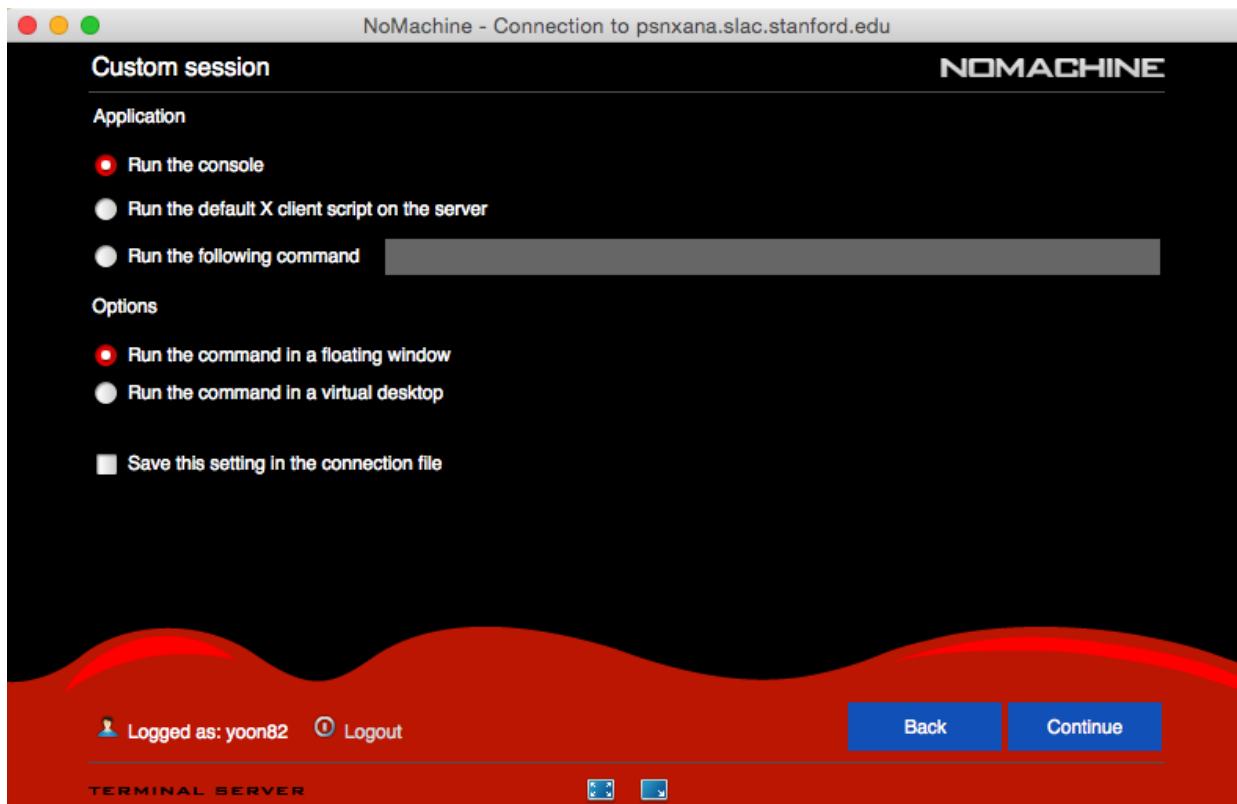 NoMachine - Connection to psnxana.slac.stanford.edu
Custom session NOMACHINE
Application
Run the console
Run the default X client script on the server
Run the following command
Options
Run the command in a floating window
Run the command in a virtual desktop
Save this setting in the connection file
Logged as: yoon82 Logout Back Continue
TERMINAL SERVER